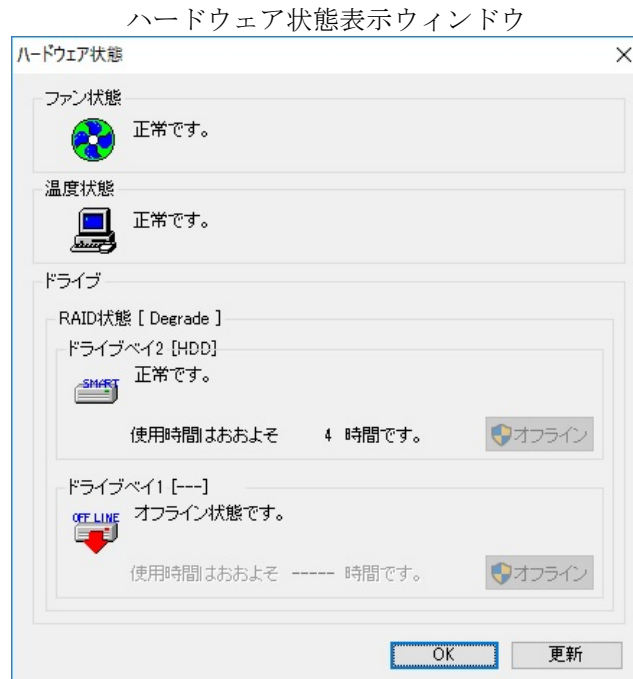 ハードウェア状態表示ウィンドウ
ハードウェア状態
ファン状態
正常です。
温度状態
正常です。
ドライブ
RAID状態 [ Degrade ]
ドライブベイ2 [HDD]
SMART
正常です。
使用時間はおおよそ 4 時間です。
オフライン
ドライブベイ1 [---]
OFF LINE
オフライン状態です。
使用時間はおおよそ ----- 時間です。
オフライン
OK
更新